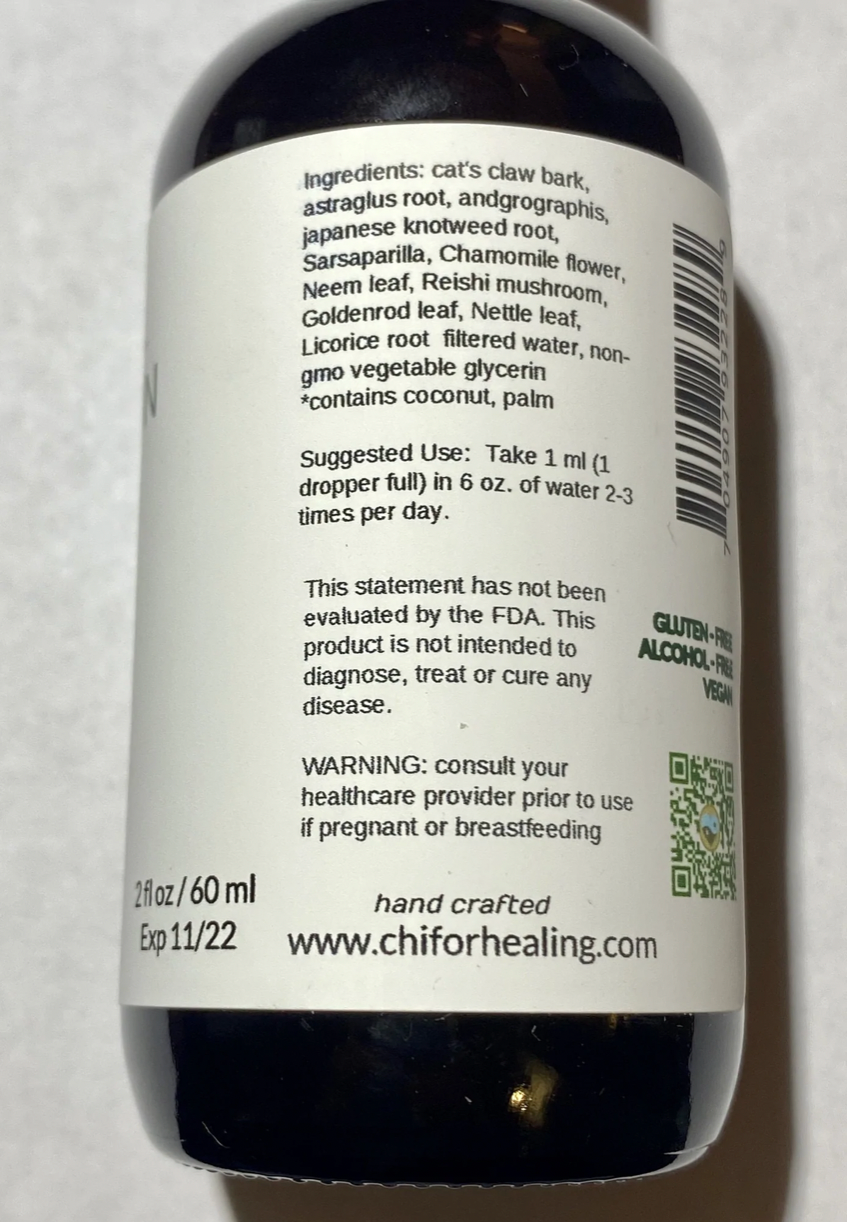 Ingredients: cat's claw bark,
astraglus root, andgrographis,
japanese knotweed root,
Sarsaparilla, Chamomile flower,
Neem leaf, Reishi mushroom,
Goldenrod leaf, Nettle leaf,
Licorice root filtered water, non-
gmo vegetable glycerin
*contains coconut, palm
Suggested Use: Take 1 ml (1
dropper full) in 6 oz. of water 2-3
times per day.
This statement has not been
evaluated by the FDA. This
product is not intended to
diagnose, treat or cure any
disease.
WARNING: consult your
healthcare provider prior to use
if pregnant or breastfeeding
hand crafted
www.chiforhealing.com
2 fl oz / 60 ml
Exp 11/22
GLUTEN-FREE
ALCOHOL-FREE
VEGAN